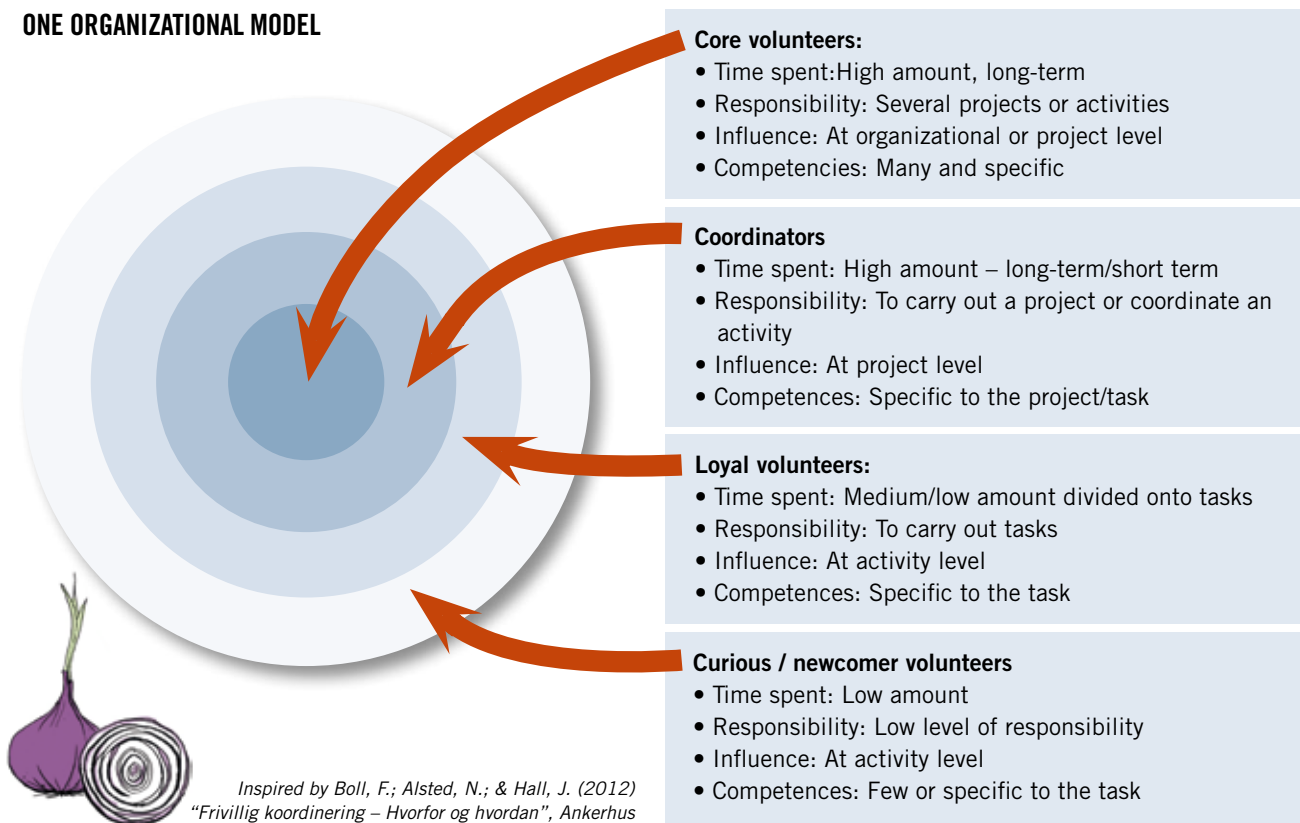 ONE ORGANIZATIONAL MODEL
Core volunteers:
• Time spent:High amount, long-term
• Responsibility: Several projects or activities
• Influence: At organizational or project level
• Competencies: Many and specific
Coordinators
• Time spent: High amount – long-term/short term
• Responsibility: To carry out a project or coordinate an
activity
• Influence: At project level
• Competences: Specific to the project/task
Loyal volunteers:
• Time spent: Medium/low amount divided onto tasks
• Responsibility: To carry out tasks
• Influence: At activity level
• Competences: Specific to the task
Curious / newcomer volunteers
• Time spent: Low amount
• Responsibility: Low level of responsibility
• Influence: At activity level
• Competences: Few or specific to the task
Inspired by Boll, F.; Alsted, N.; & Hall, J. (2012)
“Frivillig koordinering – Hvorfor og hvordan”, Ankerhus